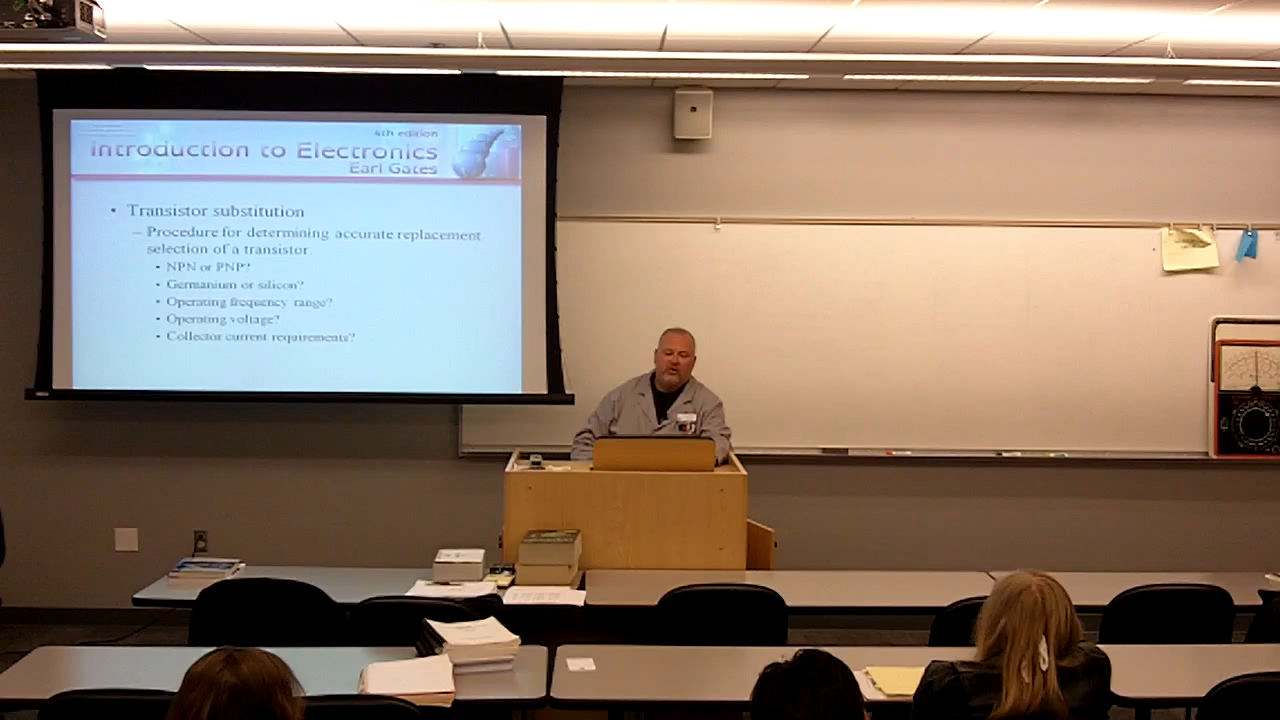 4th edition
Introduction to Electronics
Earl Gates
• Transistor substitution
– Procedure for determining accurate replacement
selection of a transistor.
• NPN or PNP?
• Germanium or silicon?
• Operating frequency range?
• Operating voltage?
• Collector current requirements?